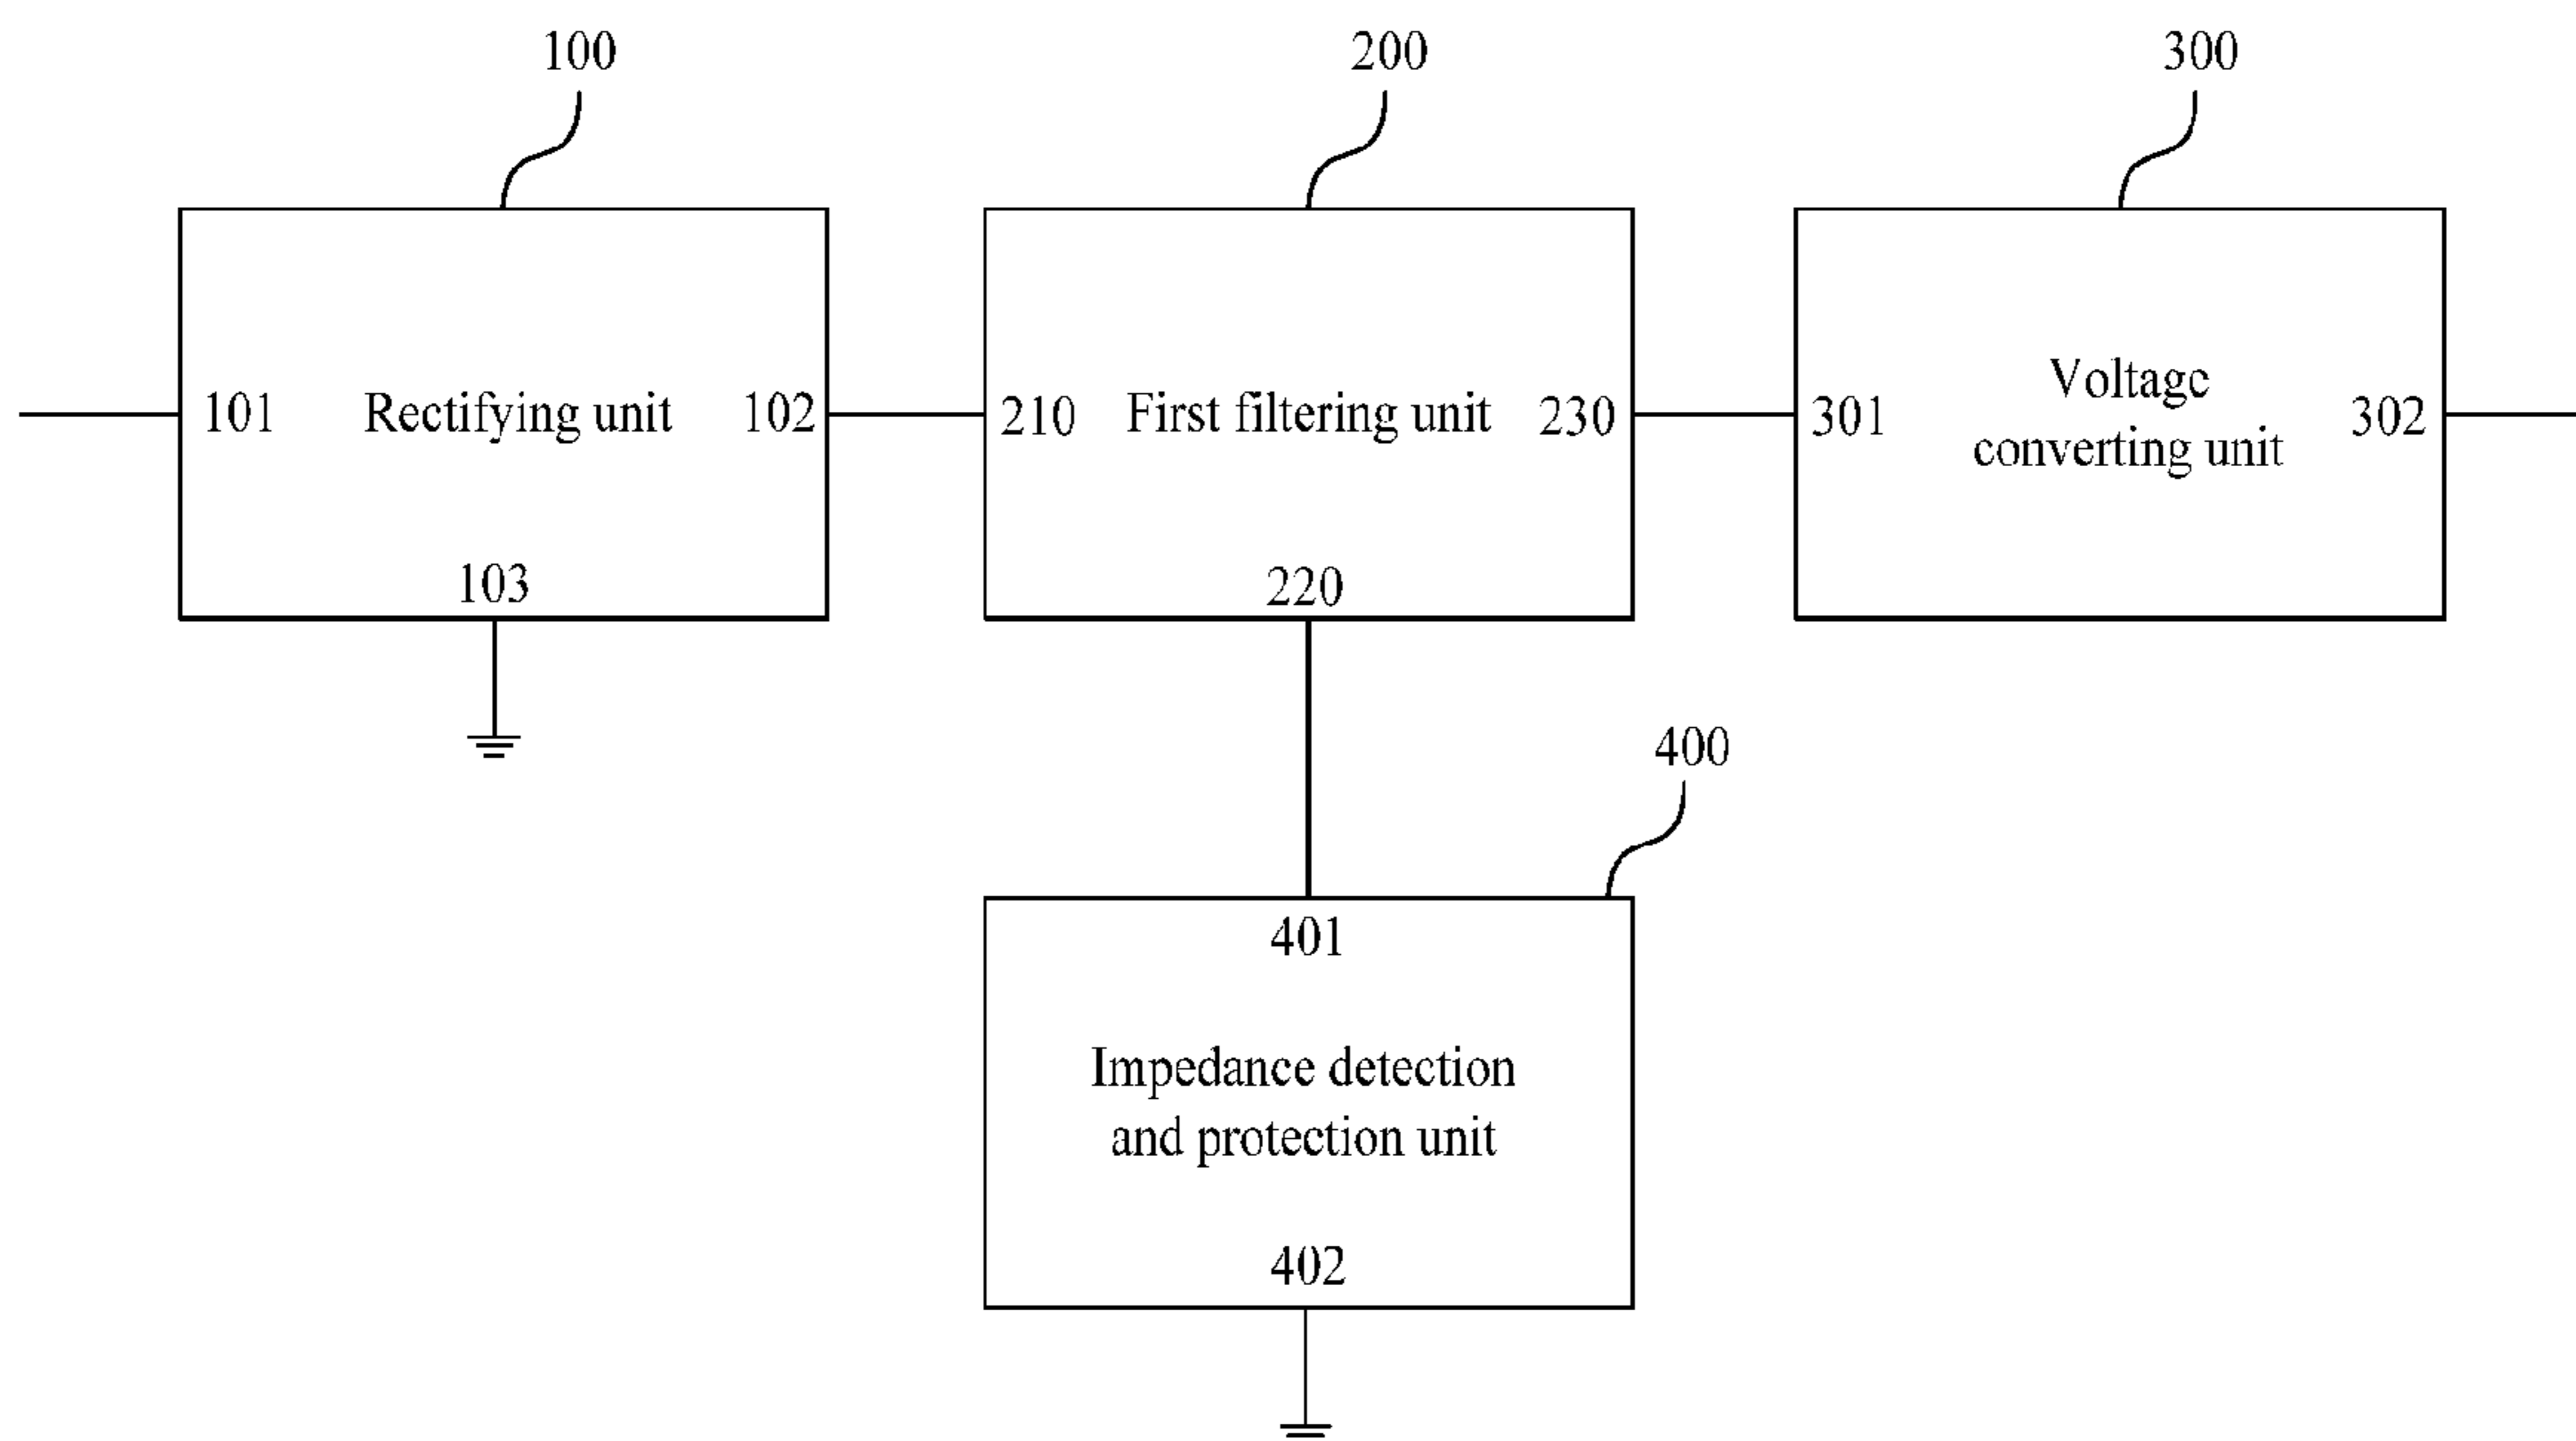 100
200
300
101
Rectifying unit
102
103
210
First filtering unit
230
220
301
Voltage
converting unit
302
400
401
Impedance detection
and protection unit
402